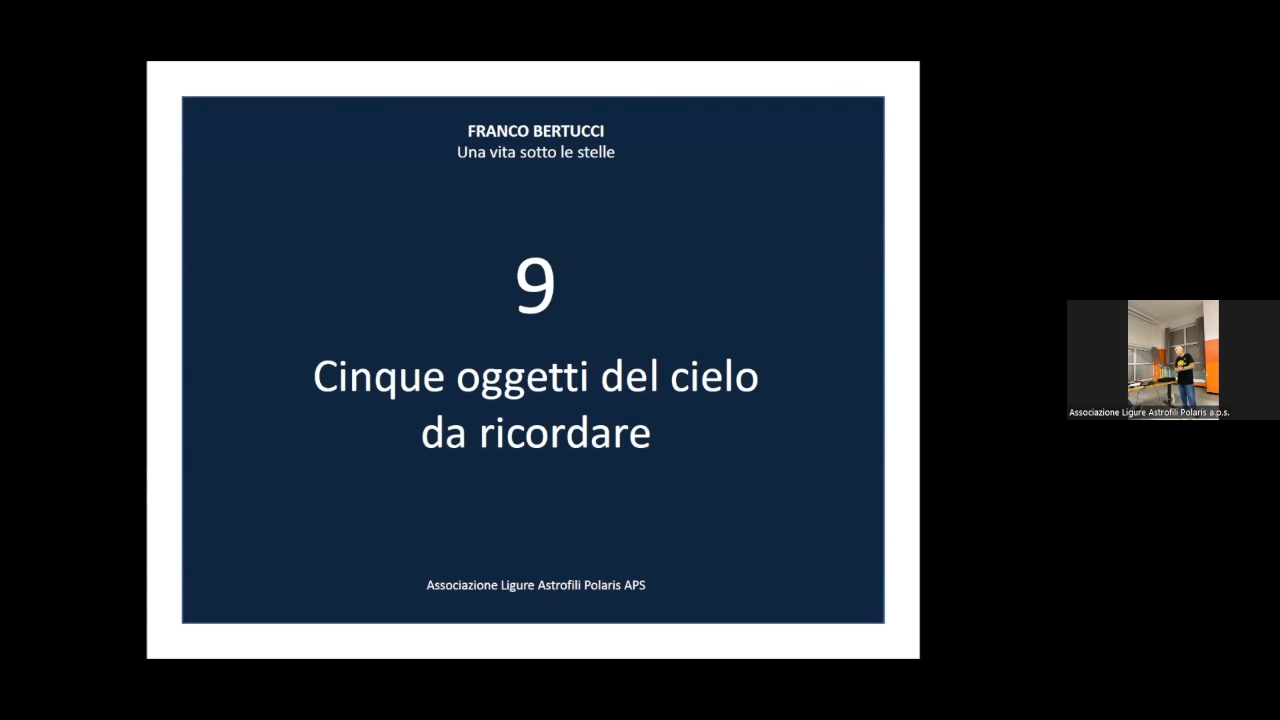 FRANCO BERTUCCI
Una vita sotto le stelle
9
Cinque oggetti del cielo
da ricordare
Associazione Ligure Astrofili Polaris APS
Associazione Ligure Astrofili Polaris a.p.s.